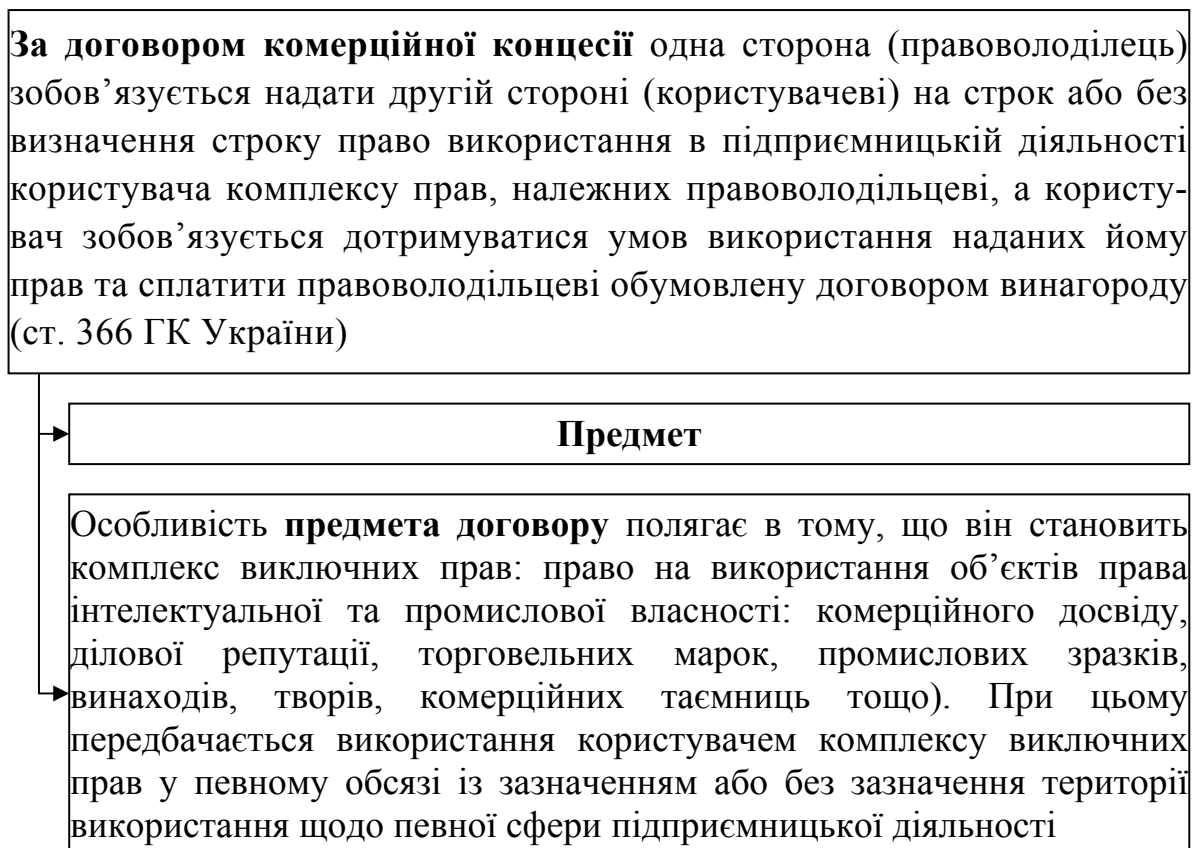 За договором комерційної концесії одна сторона (правоволоділець)
зобов’язується надати другій стороні (користувачеві) на строк або без
визначення строку право використання в підприємницькій діяльності
користувача комплексу прав, належних правоволодільцеві, а користу-
вач зобов’язується дотримуватися умов використання наданих йому
прав та сплатити правоволодільцеві обумовлену договором винагороду
(ст. 366 ГК України)
Предмет
Особливість предмета договору полягає в тому, що він становить
комплекс виключних прав: право на використання об’єктів права
інтелектуальної та промислової власності: комерційного досвіду,
ділової репутації, торговельних марок, промислових зразків,
винаходів, творів, комерційних таємниць тощо). При цьому
передбачається використання користувачем комплексу виключних
прав у певному обсязі із зазначенням або без зазначення території
використання щодо певної сфери підприємницької діяльності